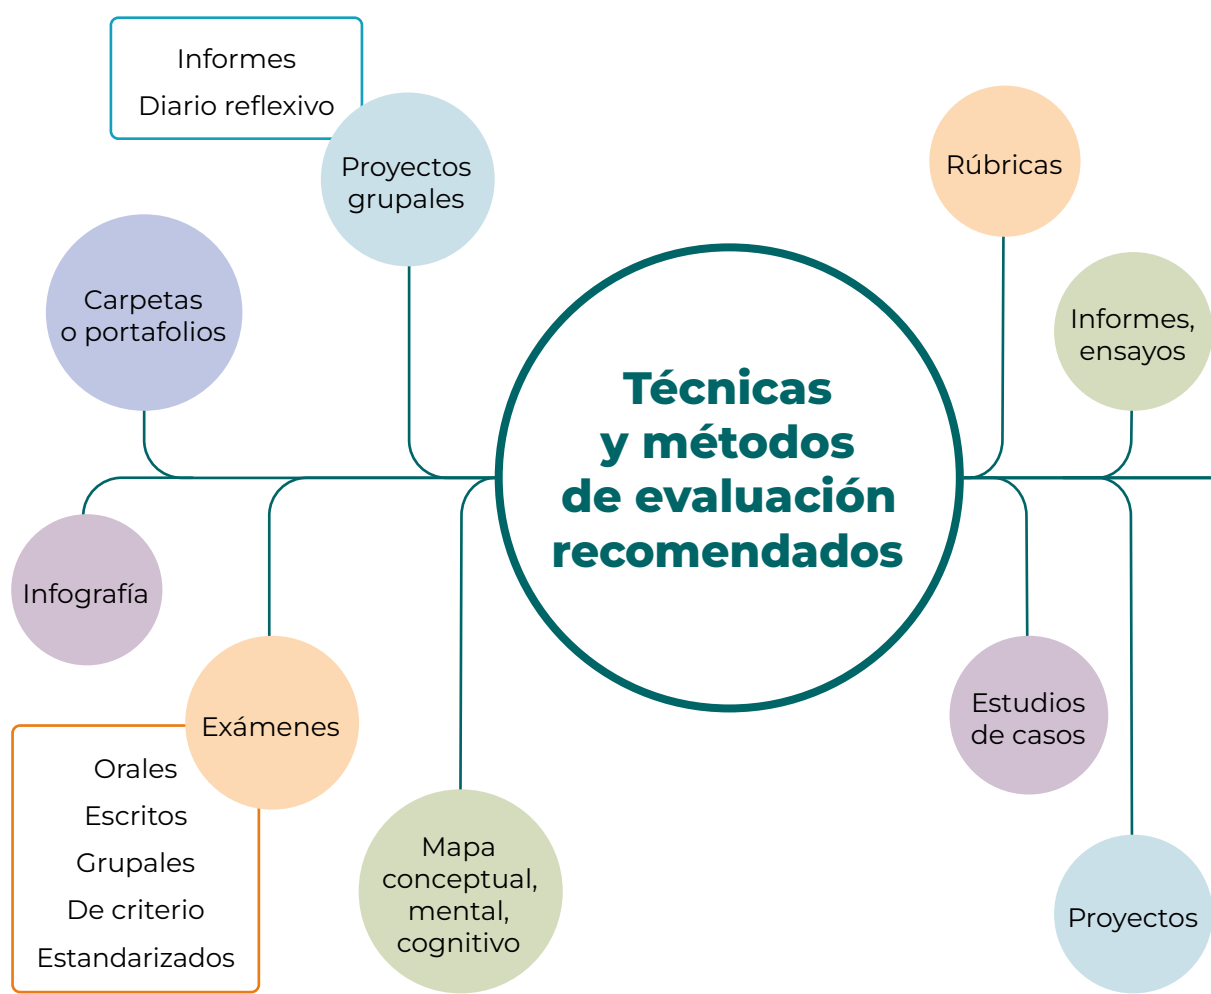 Informes
Diario reflexivo
Proyectos
grupales
Carpetas
o portafolios
Infografía
Exámenes
Orales
Escritos
Grupales
De criterio
Estandarizados
Mapa
conceptual,
mental,
cognitivo
Técnicas
y métodos
de evaluación
recomendados
Rúbricas
Informes,
ensayos
Estudios
de casos
Proyectos